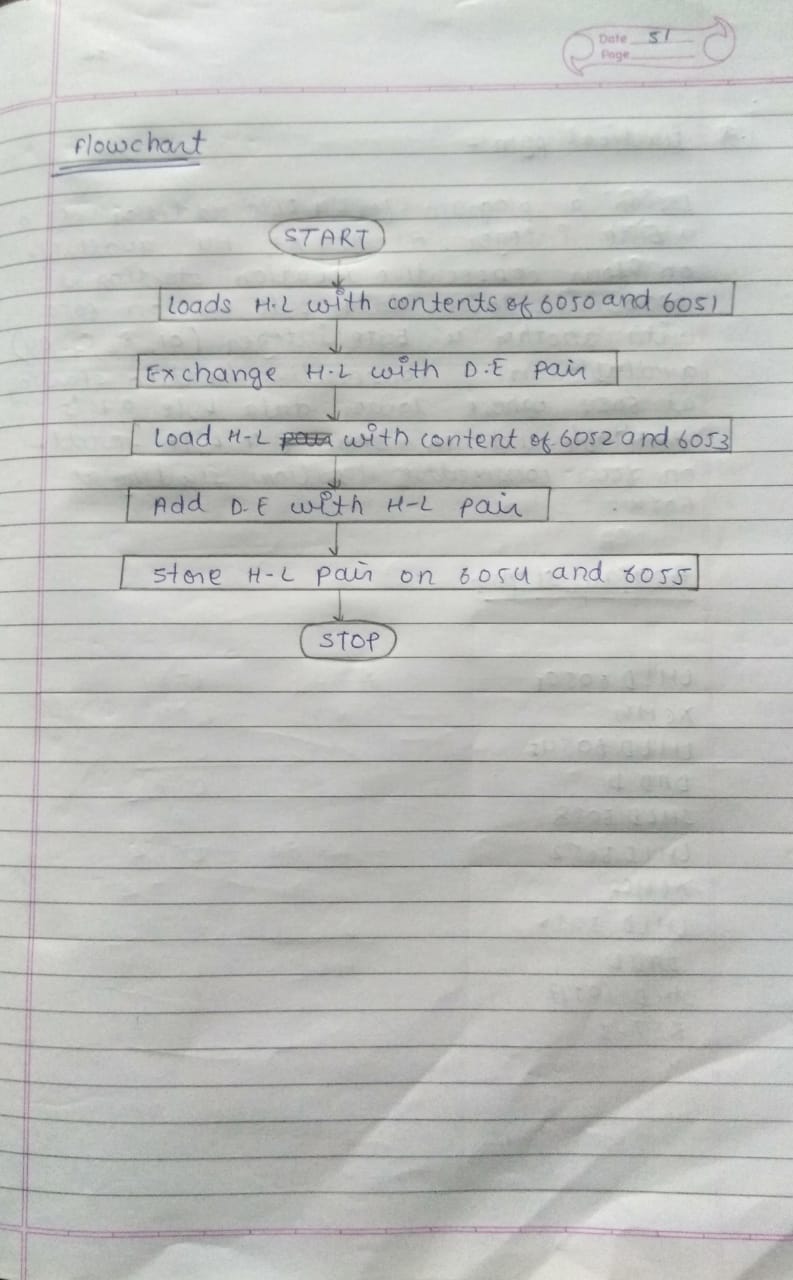 Date 51
Page
Flowchart
START
Loads H-L with contents of 6050 and 6051
Exchange H-L with D-E pair
Load H-L with content of 6052 and 6053
Add D-E with H-L pair
Store H-L pair on 6054 and 6055
STOP